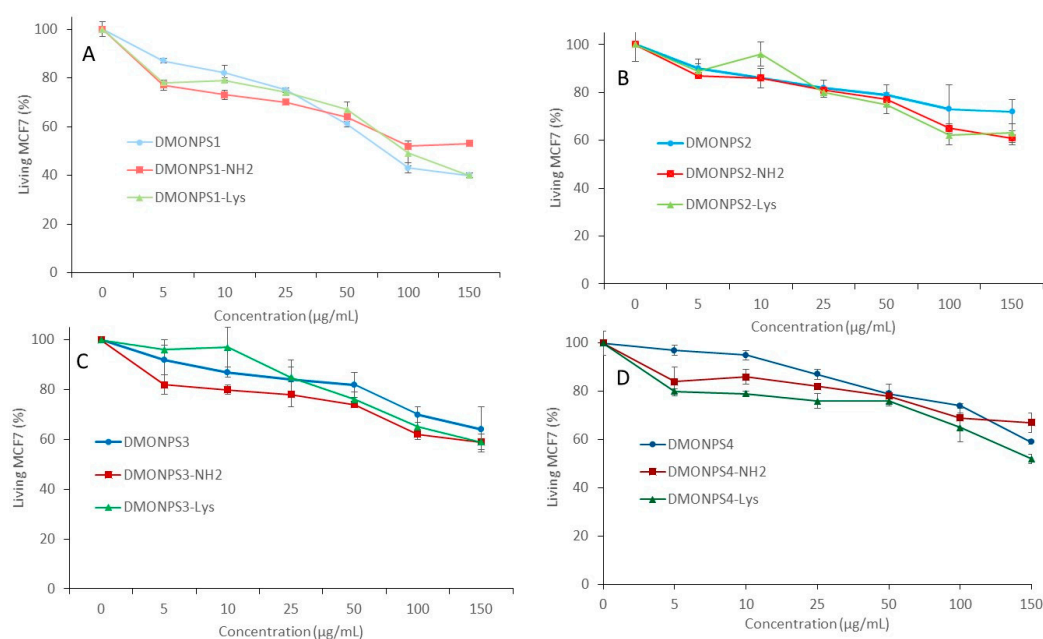 A
Living MCF7 (%)
100
80
60
40
20
0
DMONPS1
DMONPS1-NH2
DMONPS1-Lys
0 5 10 25 50 100 150
Concentration (µg/mL)
B
Living MCF7 (%)
100
80
60
40
20
0
DMONPS2
DMONPS2-NH2
DMONPS2-Lys
0 5 10 25 50 100 150
Concentration (µg/mL)
C
Living MCF7 (%)
100
80
60
40
20
0
DMONPS3
DMONPS3-NH2
DMONPS3-Lys
0 5 10 25 50 100 150
Concentration (µg/mL)
D
Living MCF7 (%)
100
80
60
40
20
0
DMONPS4
DMONPS4-NH2
DMONPS4-Lys
0 5 10 25 50 100 150
Concentration (µg/mL)